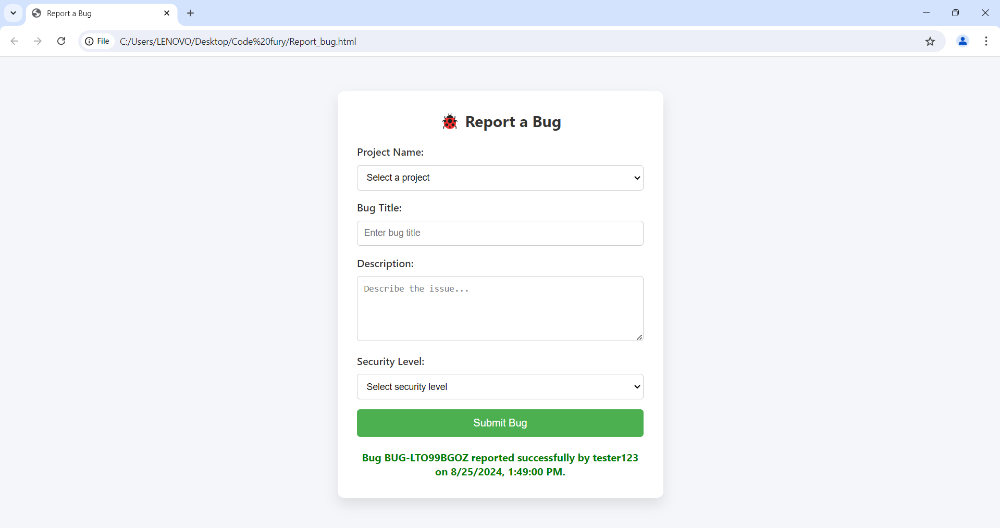 Report a Bug
File
C:/Users/LENOVO/Desktop/Code%20fury/Report_bug.html
Report a Bug
Project Name:
Select a project
Bug Title:
Enter bug title
Description:
Describe the issue...
Security Level:
Select security level
Submit Bug
Bug BUG-LTO99BGOZ reported successfully by tester123
on 8/25/2024, 1:49:00 PM.